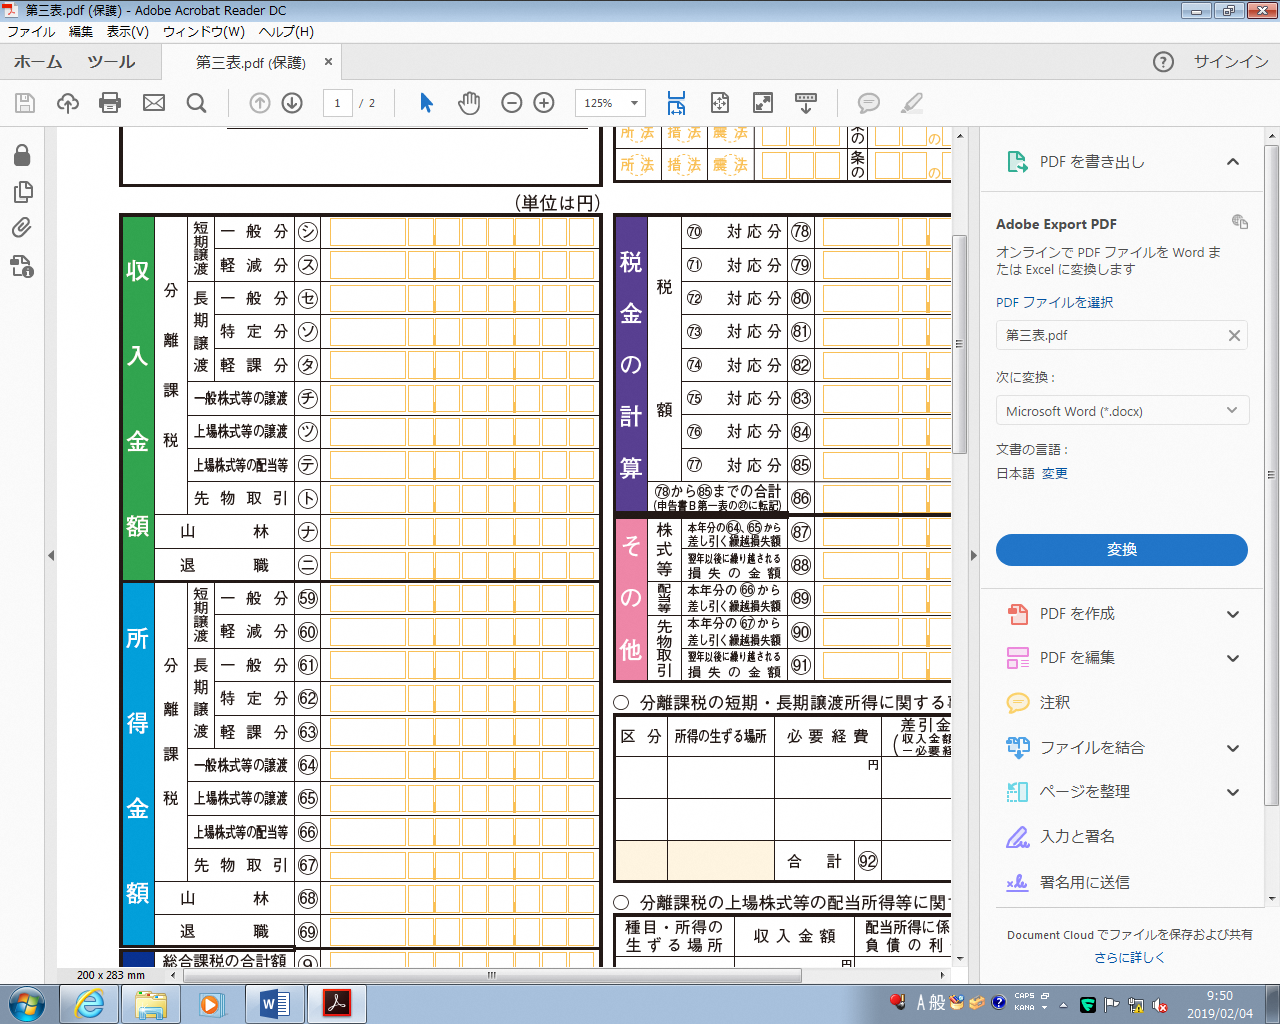 第三表.pdf (保護) - Adobe Acrobat Reader DC
ファイル 編集 表示(V) ウィンドウ(W) ヘルプ(H)
ホーム ツール 第三表.pdf (保護) × サインイン
1 / 2 125%
所法 措法 震法 条の の
所法 措法 震法 条の の
(単位は円)
収入金額
分離課税
短期譲渡 一般分 シ
軽減分 ス
長期譲渡 一般分 セ
特定分 ソ
軽課分 タ
一般株式等の譲渡 チ
上場株式等の譲渡 ツ
上場株式等の配当等 テ
先物取引 ト
山林 ナ
退職 ニ
所得金額
分離課税
短期譲渡 一般分 59
軽減分 60
長期譲渡 一般分 61
特定分 62
軽課分 63
一般株式等の譲渡 64
上場株式等の譲渡 65
上場株式等の配当等 66
先物取引 67
山林 68
退職 69
総合課税の合計額 9
税金の計算
税額
70 対応分 78
71 対応分 79
72 対応分 80
73 対応分 81
74 対応分 82
75 対応分 83
76 対応分 84
77 対応分 85
78から85までの合計
(申告書B第一表の27に転記) 86
その他
株式等 本年分の64、65から
差し引く繰越損失額 87
翌年以後に繰り越される
損失の金額 88
配当等 本年分の66から
差し引く繰越損失額 89
先物取引 本年分の67から
差し引く繰越損失額 90
翌年以後に繰り越される
損失の金額 91
○ 分離課税の短期・長期譲渡所得に関する
区分 所得の生ずる場所 必要経費 差引金
(収入金額
－必要経
円
合計 92
○ 分離課税の上場株式等の配当所得等に関
種目・所得の
生ずる場所 収入金額 配当所得に係
負債の利
円
200 x 283 mm
PDF を書き出し
Adobe Export PDF
オンラインで PDF ファイルを Word ま
たは Excel に変換します
PDF ファイルを選択
第三表.pdf
次に変換 :
Microsoft Word (*.docx)
文書の言語 :
日本語 変更
変換
PDF を作成
PDF を編集
注釈
ファイルを結合
ページを整理
入力と署名
署名用に送信
Document Cloud でファイルを保存および共有
さらに詳しく
A 般 CAPS KANA
9:50
2019/02/04